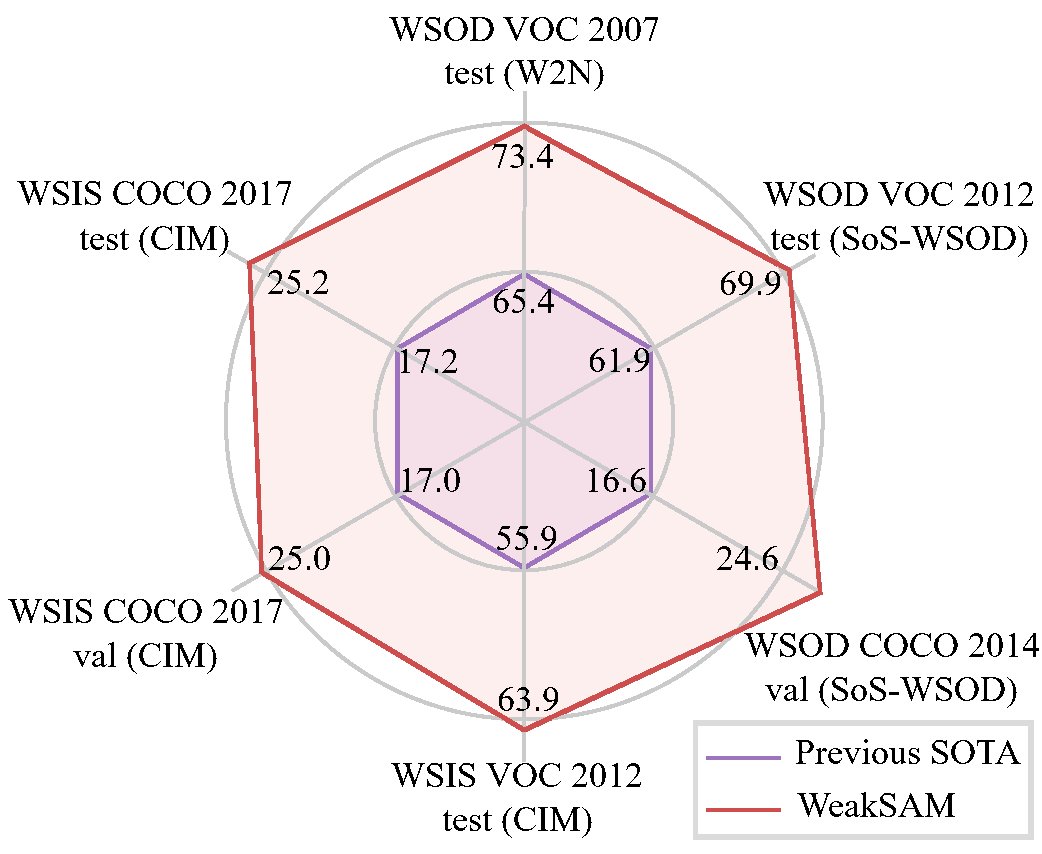 WSOD VOC 2007
test (W2N)
73.4
WSIS COCO 2017
test (CIM)
25.2
WSOD VOC 2012
test (SoS-WSOD)
69.9
65.4
17.2
61.9
17.0
16.6
55.9
25.0
24.6
WSIS COCO 2017
val (CIM)
WSOD COCO 2014
val (SoS-WSOD)
63.9
WSIS VOC 2012
test (CIM)
Previous SOTA
WeakSAM